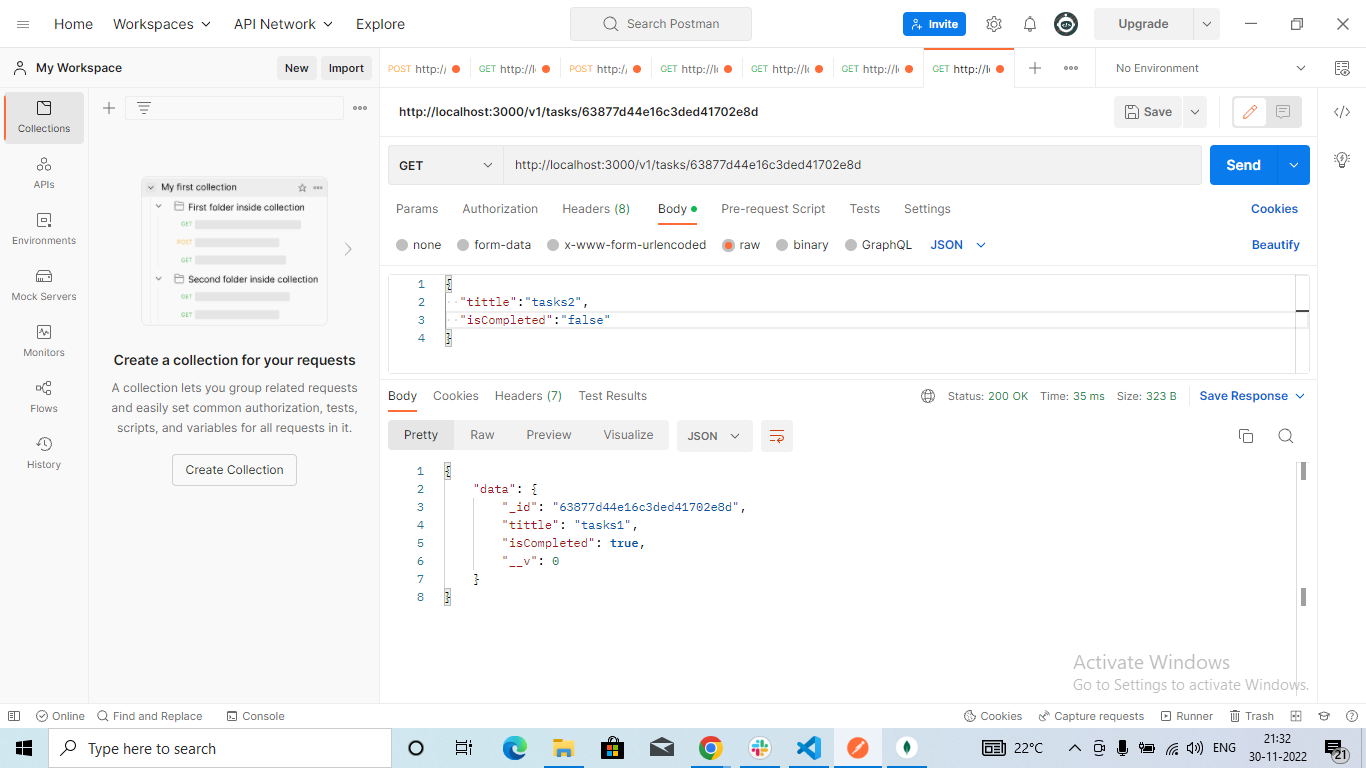 Home Workspaces API Network Explore Search Postman Invite Upgrade
My Workspace New Import POST http:/ GET http://l GET http://l POST http:/ GET http://l GET http://l GET http://l No Environment
http://localhost:3000/v1/tasks/63877d44e16c3ded41702e8d Save
GET http://localhost:3000/v1/tasks/63877d44e16c3ded41702e8d Send
Params Authorization Headers (8) Body Pre-request Script Tests Settings Cookies
none form-data x-www-form-urlencoded raw binary GraphQL JSON Beautify
1 {
2 "tittle":"tasks2",
3 "isCompleted":"false"
4 }
Body Cookies Headers (7) Test Results Status: 200 OK Time: 35 ms Size: 323 B Save Response
Pretty Raw Preview Visualize JSON
1 {
2 "data": {
3 "_id": "63877d44e16c3ded41702e8d",
4 "tittle": "tasks1",
5 "isCompleted": true,
6 "__v": 0
7 }
8 }
Collections
APIs
Environments
Mock Servers
Monitors
Flows
History
My first collection
First folder inside collection
GET
POST
GET
Second folder inside collection
GET
GET
Create a collection for your requests
A collection lets you group related requests
and easily set common authorization, tests,
scripts, and variables for all requests in it.
Create Collection
Activate Windows
Go to Settings to activate Windows.
Online Find and Replace Console Cookies Capture requests Runner Trash
Type here to search 22°C ENG 21:32
30-11-2022 21